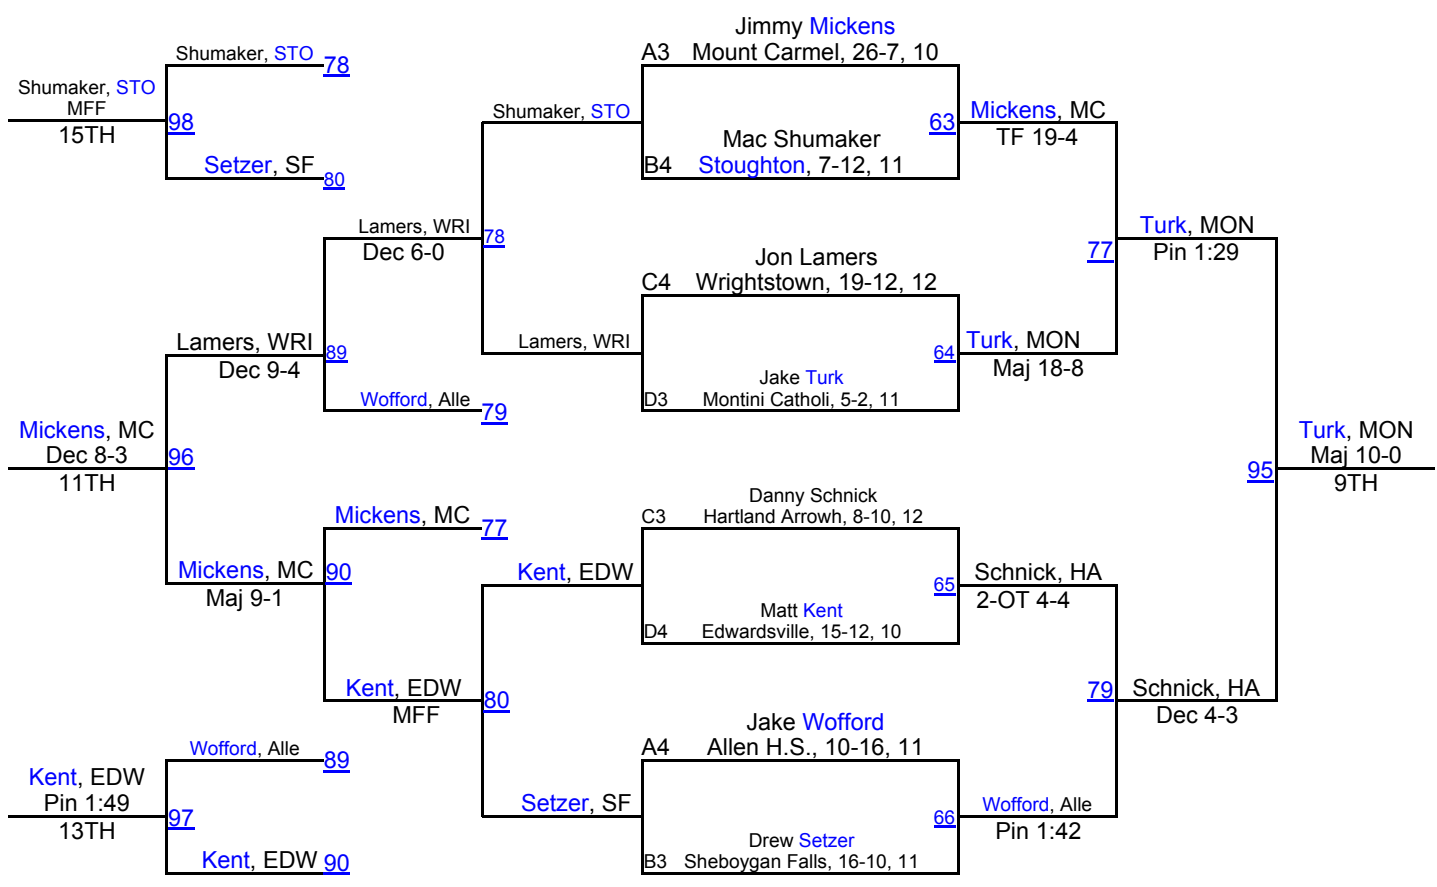 Jimmy Mickens
A3 Mount Carmel, 26-7, 10
Shumaker, STO 78
Shumaker, STO
MFF
98
15TH
Setzer, SF 80
Shumaker, STO
63
Mickens, MC
TF 19-4
Mac Shumaker
B4 Stoughton, 7-12, 11
Lamers, WRI
Dec 6-0
78
Turk, MON
Pin 1:29
77
Jon Lamers
C4 Wrightstown, 19-12, 12
Lamers, WRI
Dec 9-4
89
Lamers, WRI
64
Turk, MON
Maj 18-8
Jake Turk
D3 Montini Catholi, 5-2, 11
Wofford, Alle 79
Mickens, MC
Dec 8-3
96
11TH
Turk, MON
Maj 10-0
95
9TH
Danny Schnick
C3 Hartland Arrowh, 8-10, 12
Mickens, MC 77
Mickens, MC
Maj 9-1
90
Kent, EDW
65
Schnick, HA
2-OT 4-4
Matt Kent
D4 Edwardsville, 15-12, 10
Kent, EDW
MFF
80
79
Schnick, HA
Dec 4-3
Jake Wofford
A4 Allen H.S., 10-16, 11
Wofford, Alle 89
Kent, EDW
Pin 1:49
97
13TH
Setzer, SF
66
Wofford, Alle
Pin 1:42
Drew Setzer
B3 Sheboygan Falls, 16-10, 11
Kent, EDW 90